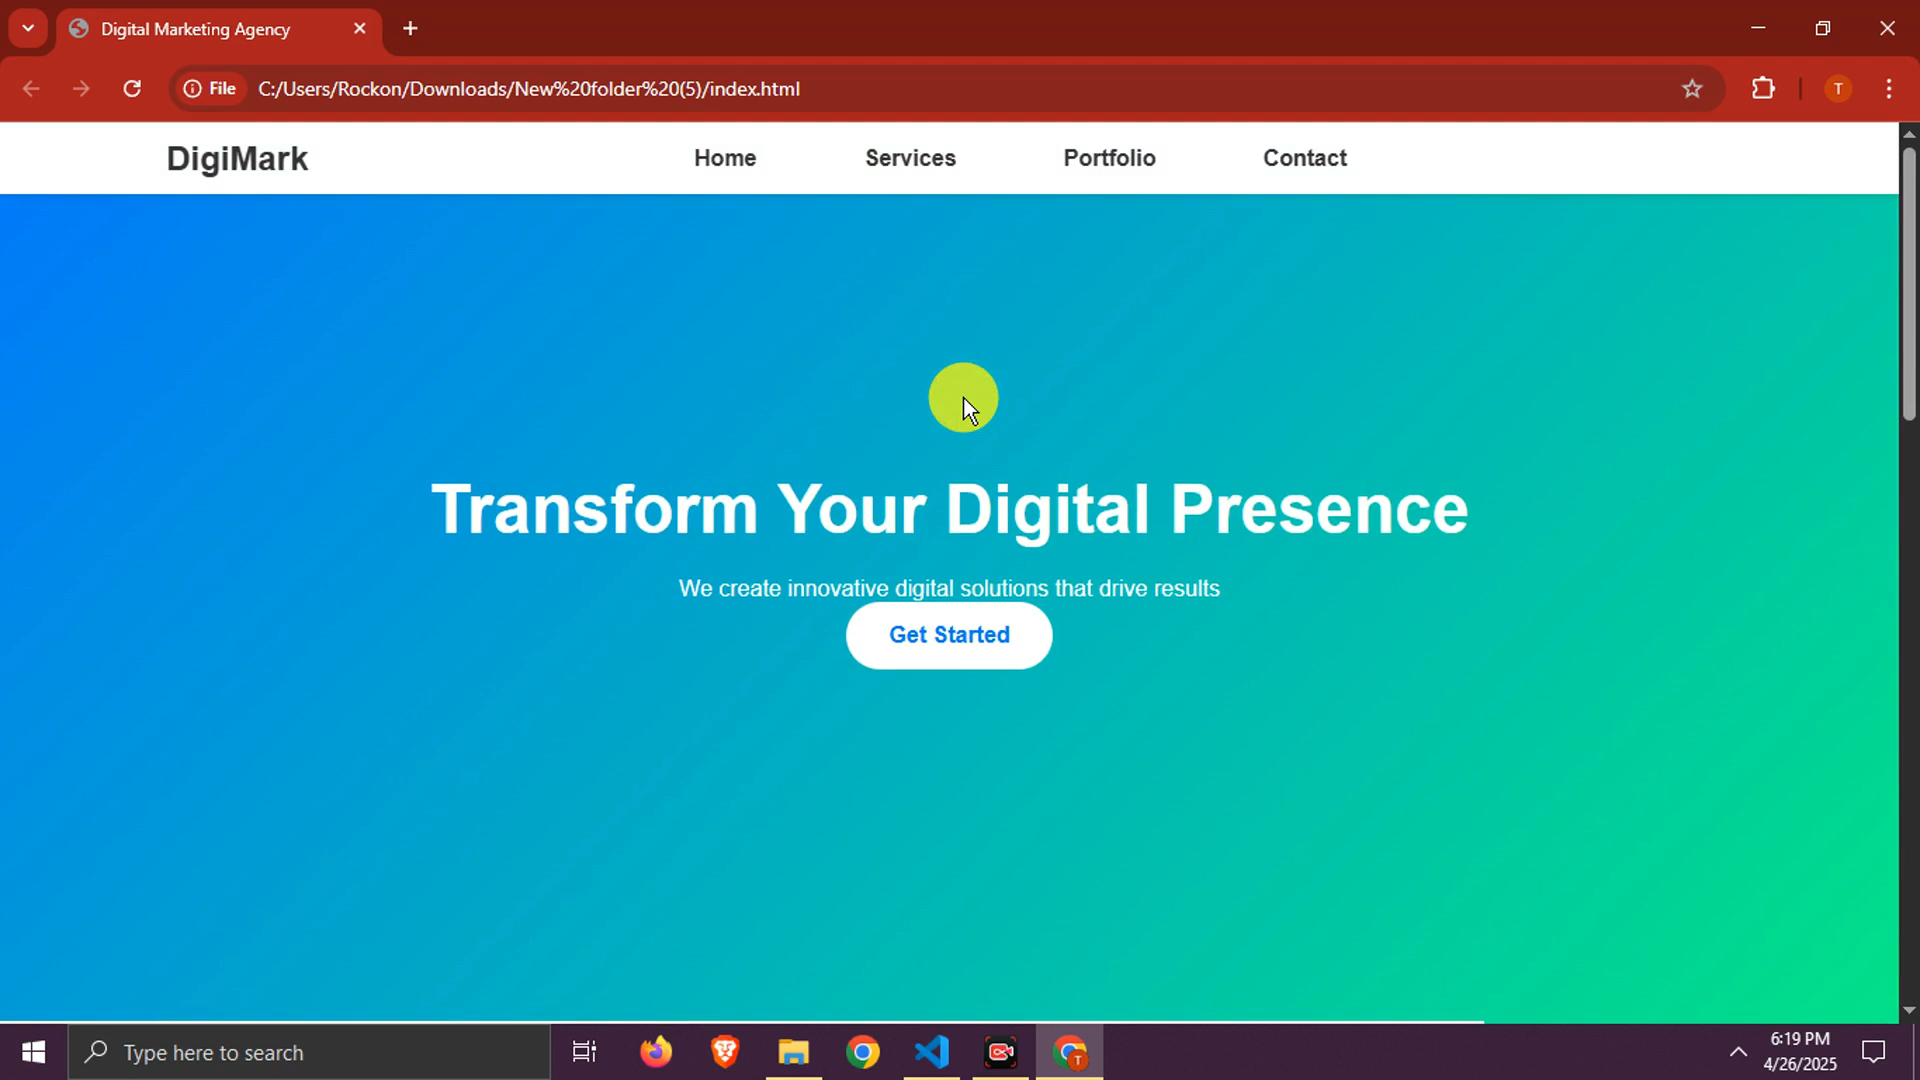 Digital Marketing Agency
File
C:/Users/Rockon/Downloads/New%20folder%20(5)/index.html
T
DigiMark
Home
Services
Portfolio
Contact
Transform Your Digital Presence
We create innovative digital solutions that drive results
Get Started
Type here to search
T
6:19 PM
4/26/2025